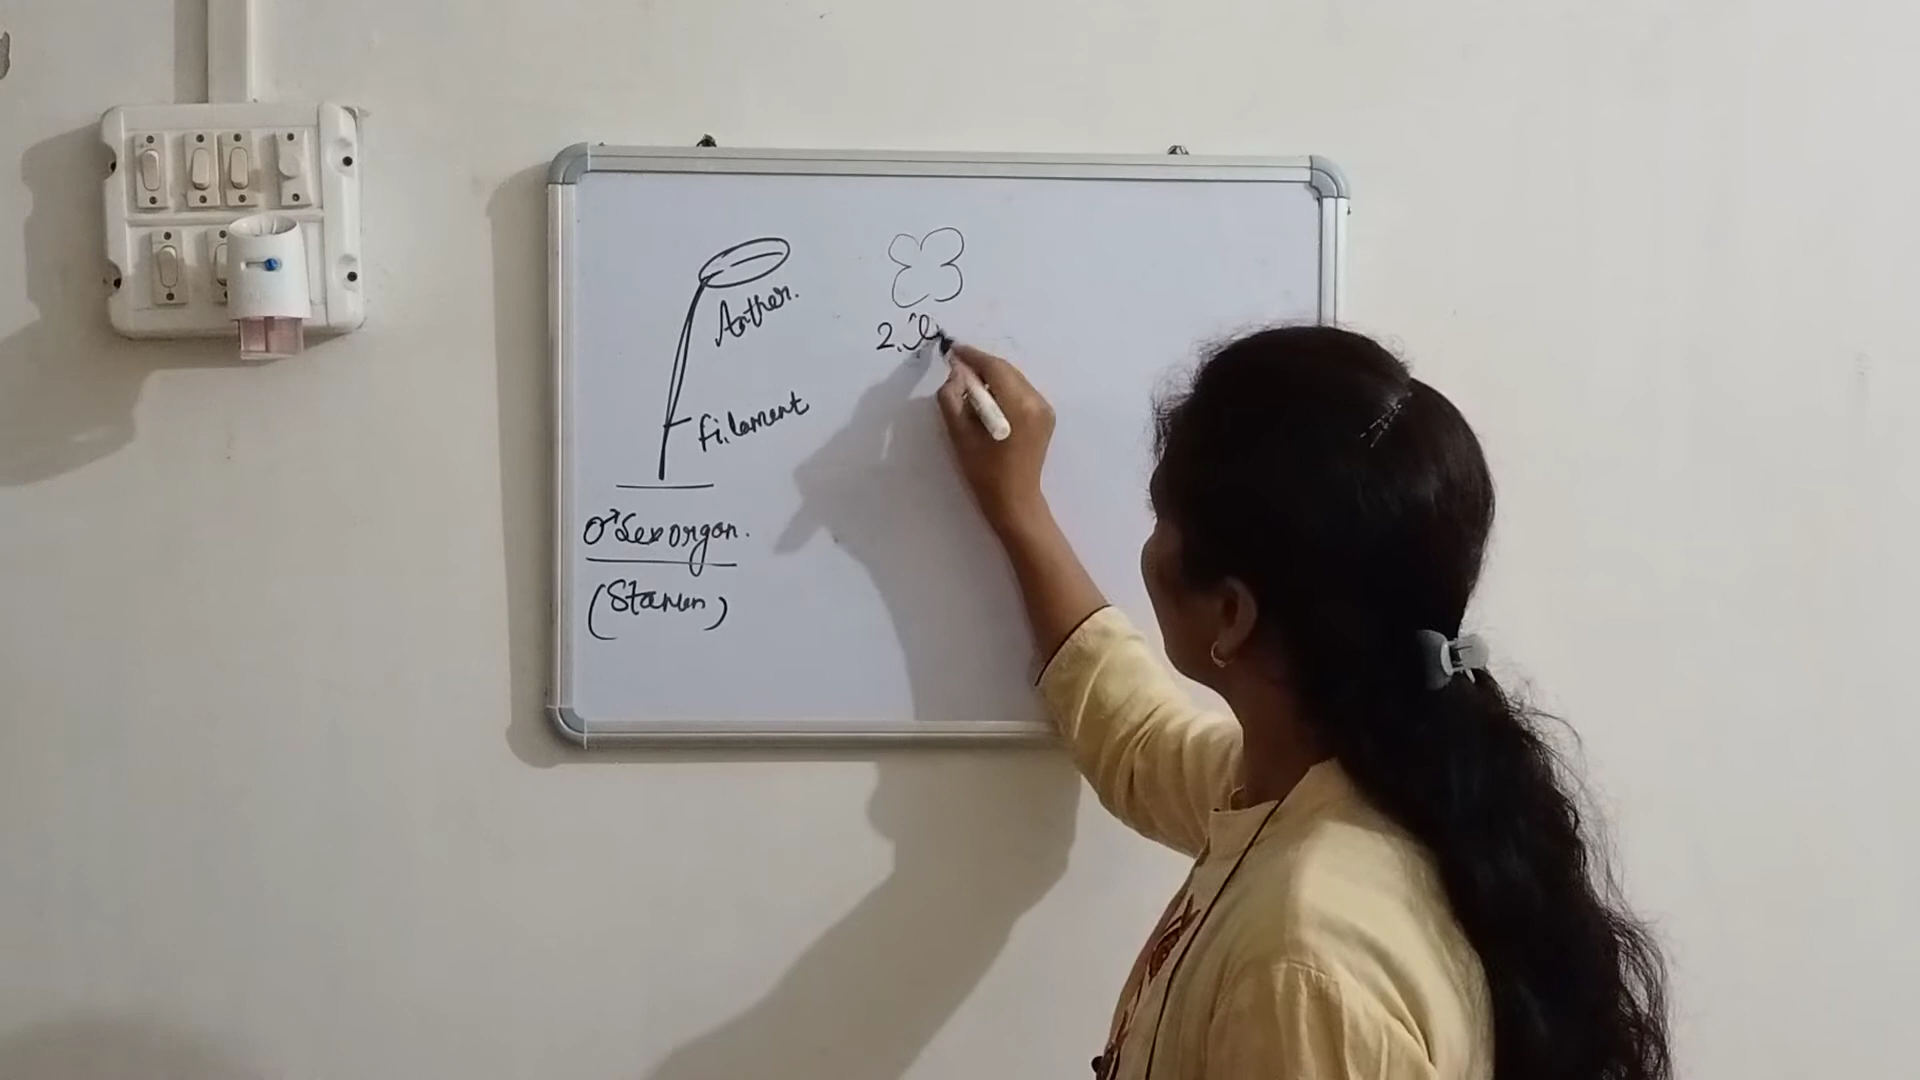 Anther.
Filament
♂ Sex organ.
(Stamen)
2.